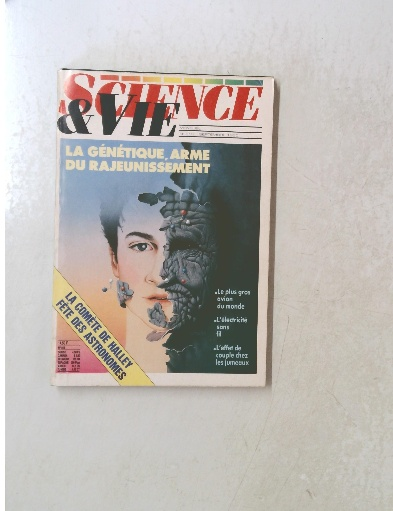 SCIENCE
&VIE
LA GÉNÉTIQUE, ARME
DU RAJEUNISSEMENT
Le plus gros
avion
du monde
L'électricité
sans
fil
L'effet de
couple chez
les jumeaux
LA COMÈTE DE HALLEY
FÊTE DES ASTRONOMES